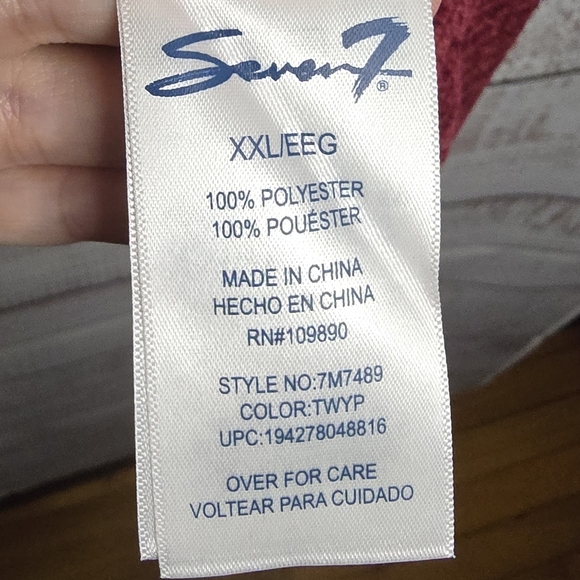 Seven7®
XXL/EEG
100% POLYESTER
100% POUÉSTER
MADE IN CHINA
HECHO EN CHINA
RN#109890
STYLE NO:7M7489
COLOR:TWYP
UPC:194278048816
OVER FOR CARE
VOLTEAR PARA CUIDADO